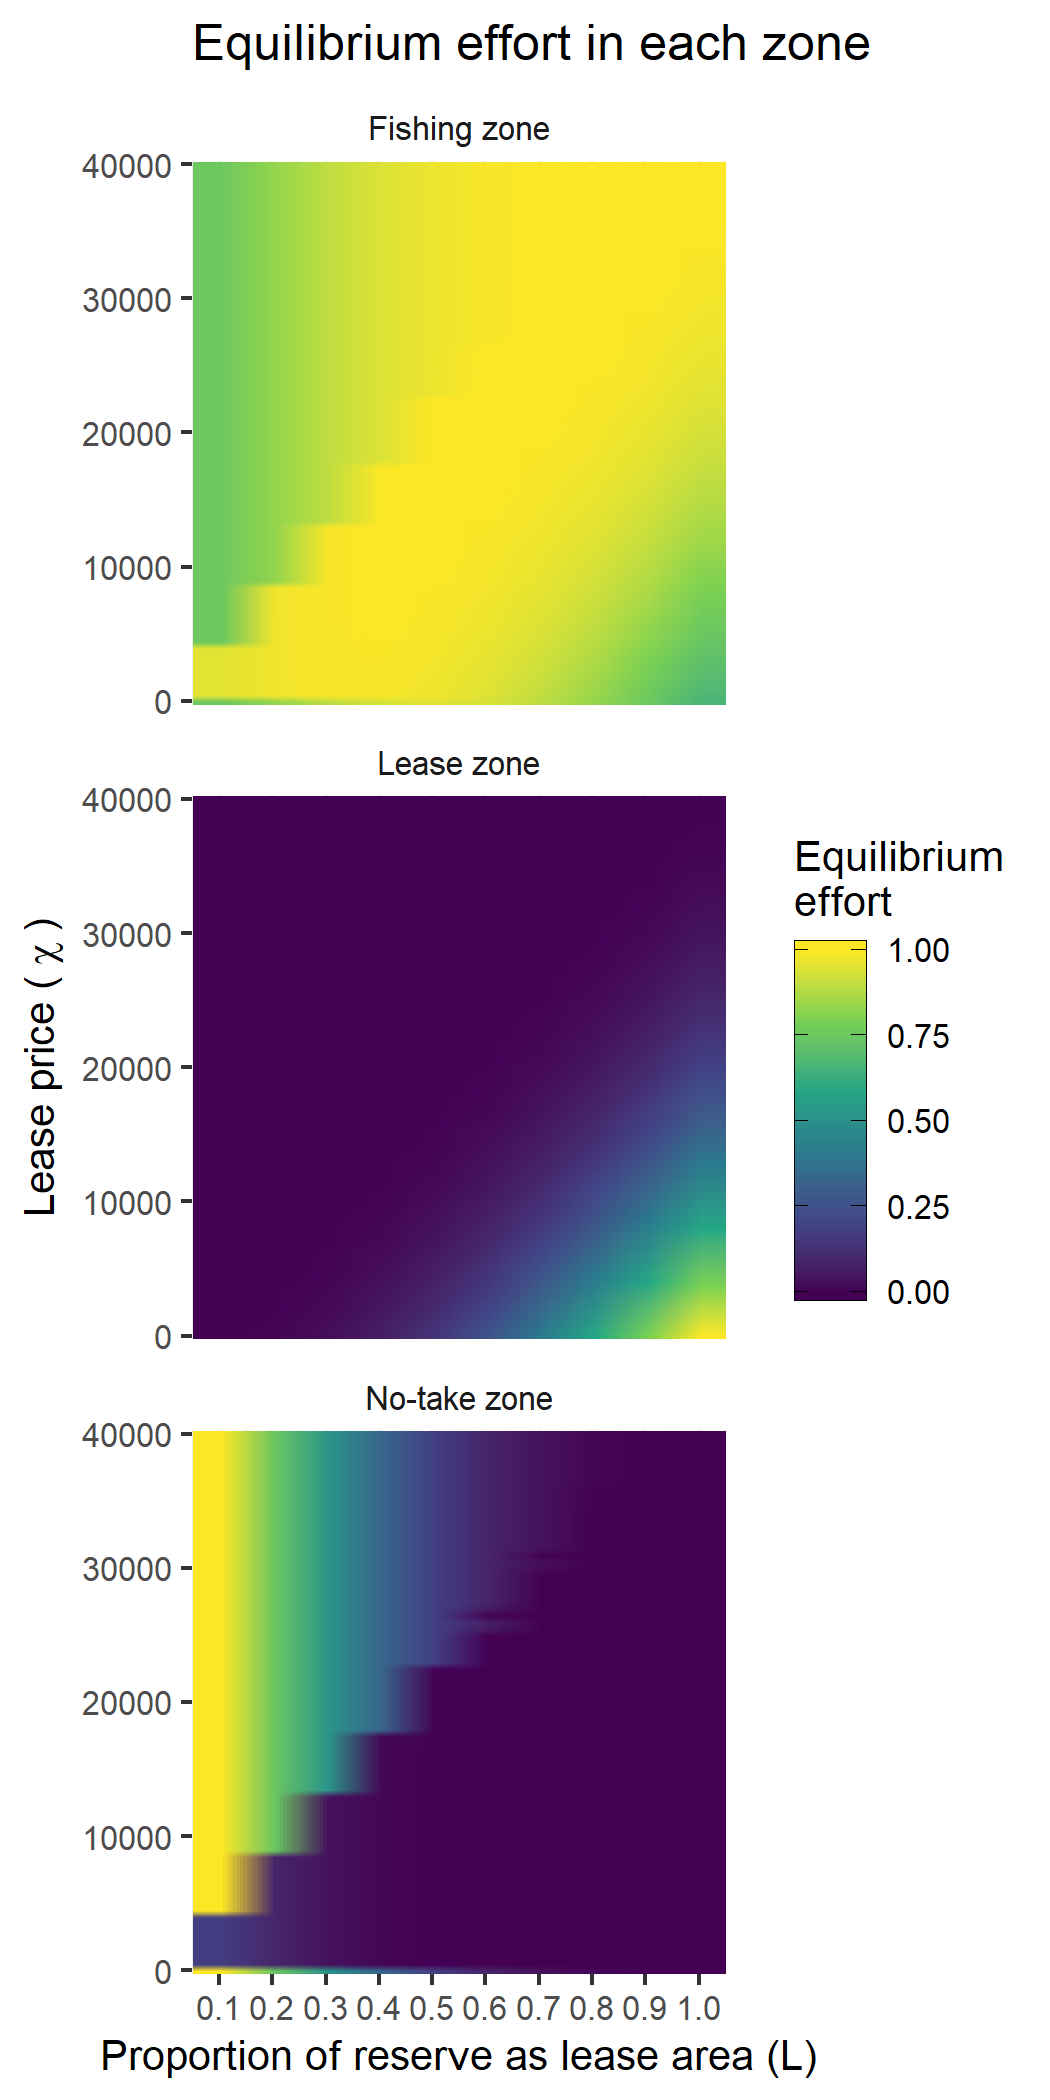 Equilibrium effort in each zone
Fishing zone
40000
30000
20000
10000
0
Lease zone
40000
30000
20000
10000
0
Lease price ( χ )
Equilibrium
effort
1.00
0.75
0.50
0.25
0.00
No-take zone
40000
30000
20000
10000
0
0.1 0.2 0.3 0.4 0.5 0.6 0.7 0.8 0.9 1.0
Proportion of reserve as lease area (L)